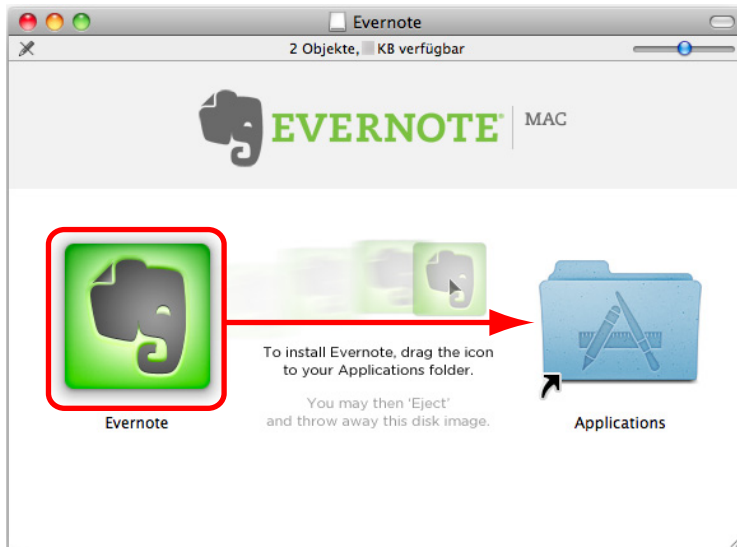 Evernote
2 Objekte, KB verfügbar
EVERNOTE® MAC
To install Evernote, drag the icon
to your Applications folder.
You may then ‘Eject’
and throw away this disk image.
Evernote
Applications